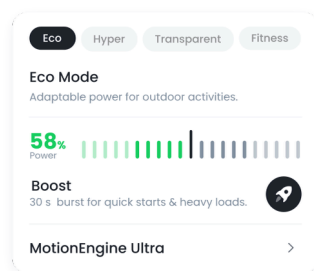 Eco Hyper Transparent Fitness
Eco Mode
Adaptable power for outdoor activities.
58%
Power
Boost
30 s burst for quick starts & heavy loads.
MotionEngine Ultra